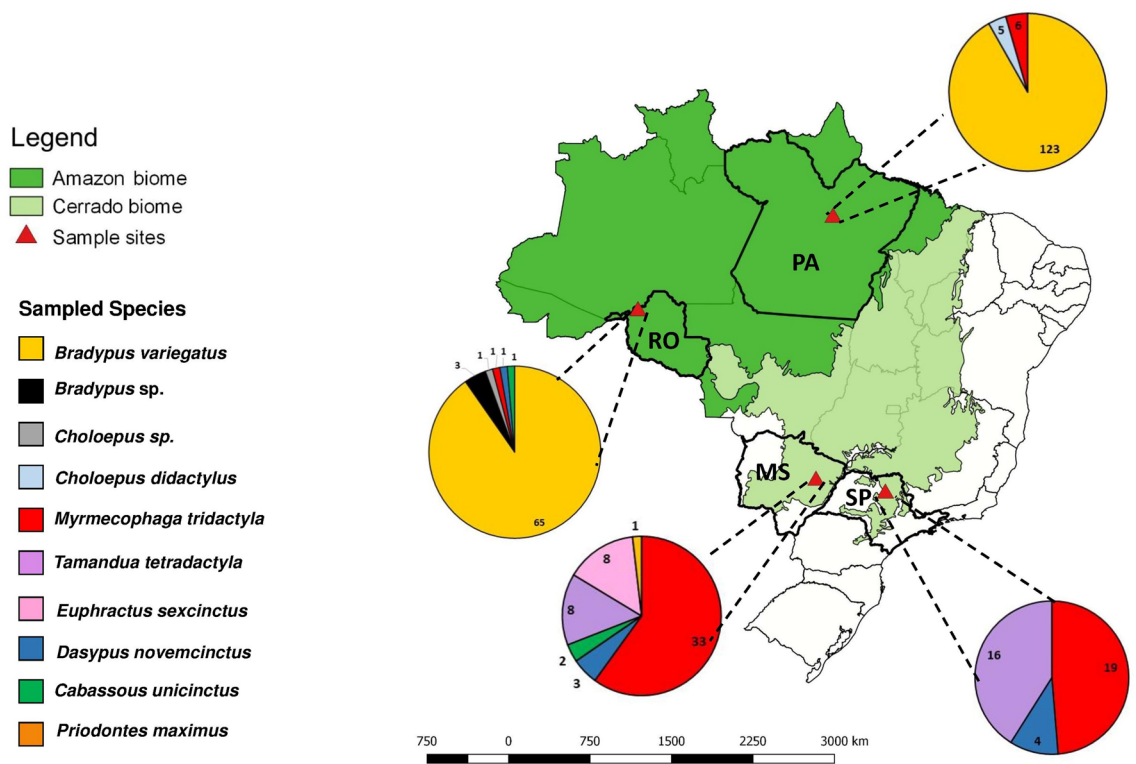 Legend
Amazon biome
Cerrado biome
Sample sites
Sampled Species
Bradypus variegatus
Bradypus sp.
Choloepus sp.
Choloepus didactylus
Myrmecophaga tridactyla
Tamandua tetradactyla
Euphractus sexcinctus
Dasypus novemcinctus
Cabassous unicinctus
Priodontes maximus
5
6
123
PA
RO
MS
SP
3
1
1
1
1
65
1
8
8
2
3
33
16
19
4
750 0 750 1500 2250 3000 km